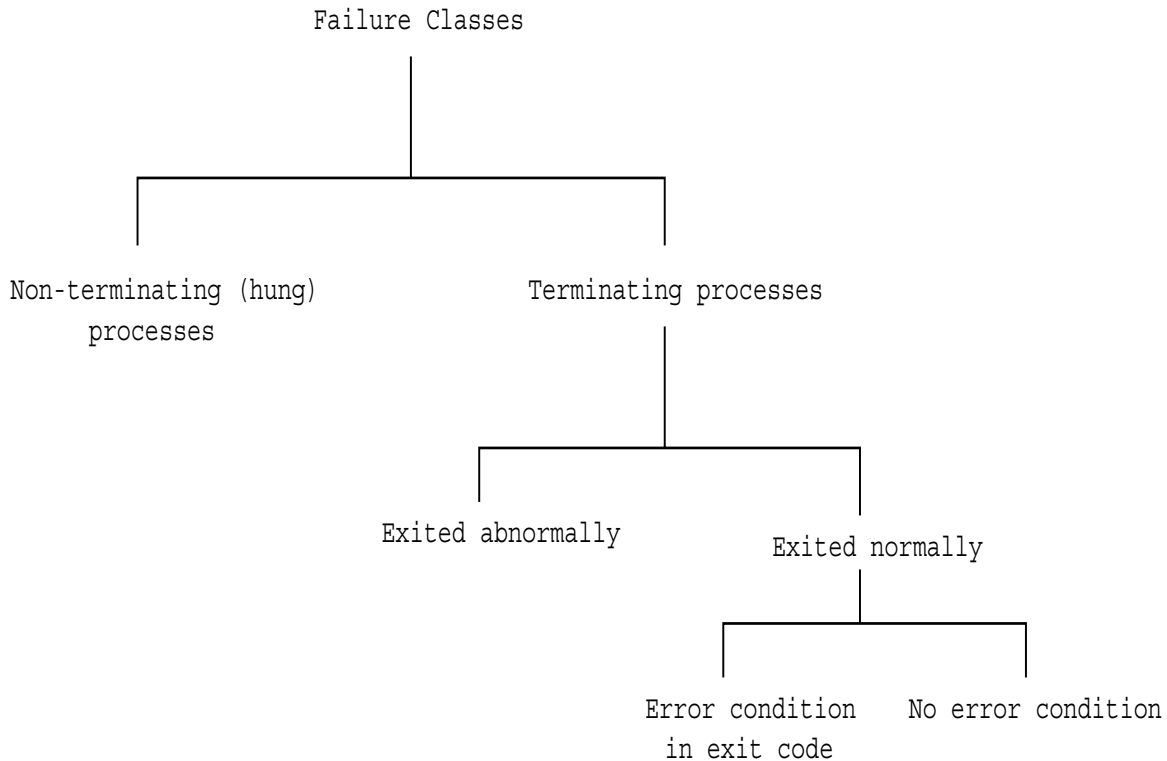 Failure Classes
Non-terminating (hung)
processes
Terminating processes
Exited abnormally
Exited normally
Error condition
in exit code
No error condition